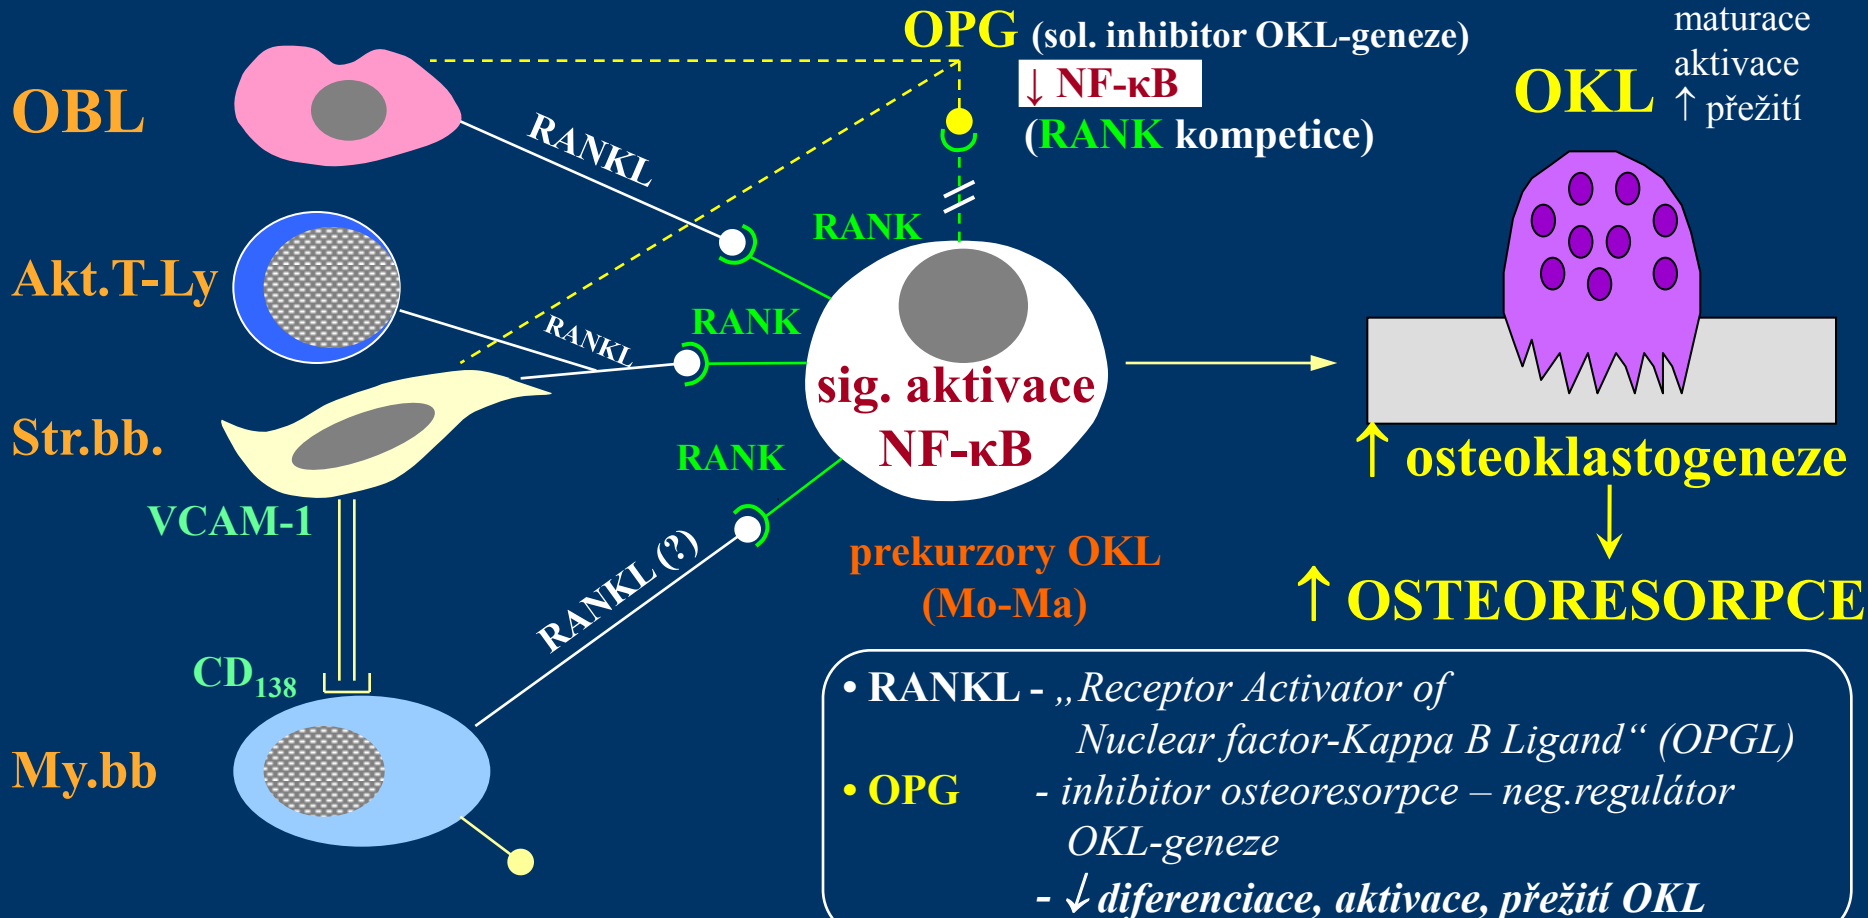 OPG (sol. inhibitor OKL-geneze)
↓ NF-κB
(RANK kompetice)
OKL
maturace
aktivace
↑ přežití
OBL
RANKL
RANK
Akt.T-Ly
RANKL
RANK
sig. aktivace
NF-κB
Str.bb.
RANK
VCAM-1
RANKL (?)
prekurzory OKL
(Mo-Ma)
↑ osteoklastogeneze
↑ OSTEORESORPCE
CD138
My.bb
• RANKL - „Receptor Activator of
Nuclear factor-Kappa B Ligand“ (OPGL)
• OPG - inhibitor osteoresorpce – neg.regulátor
OKL-geneze
- ↓ diferenciace, aktivace, přežití OKL